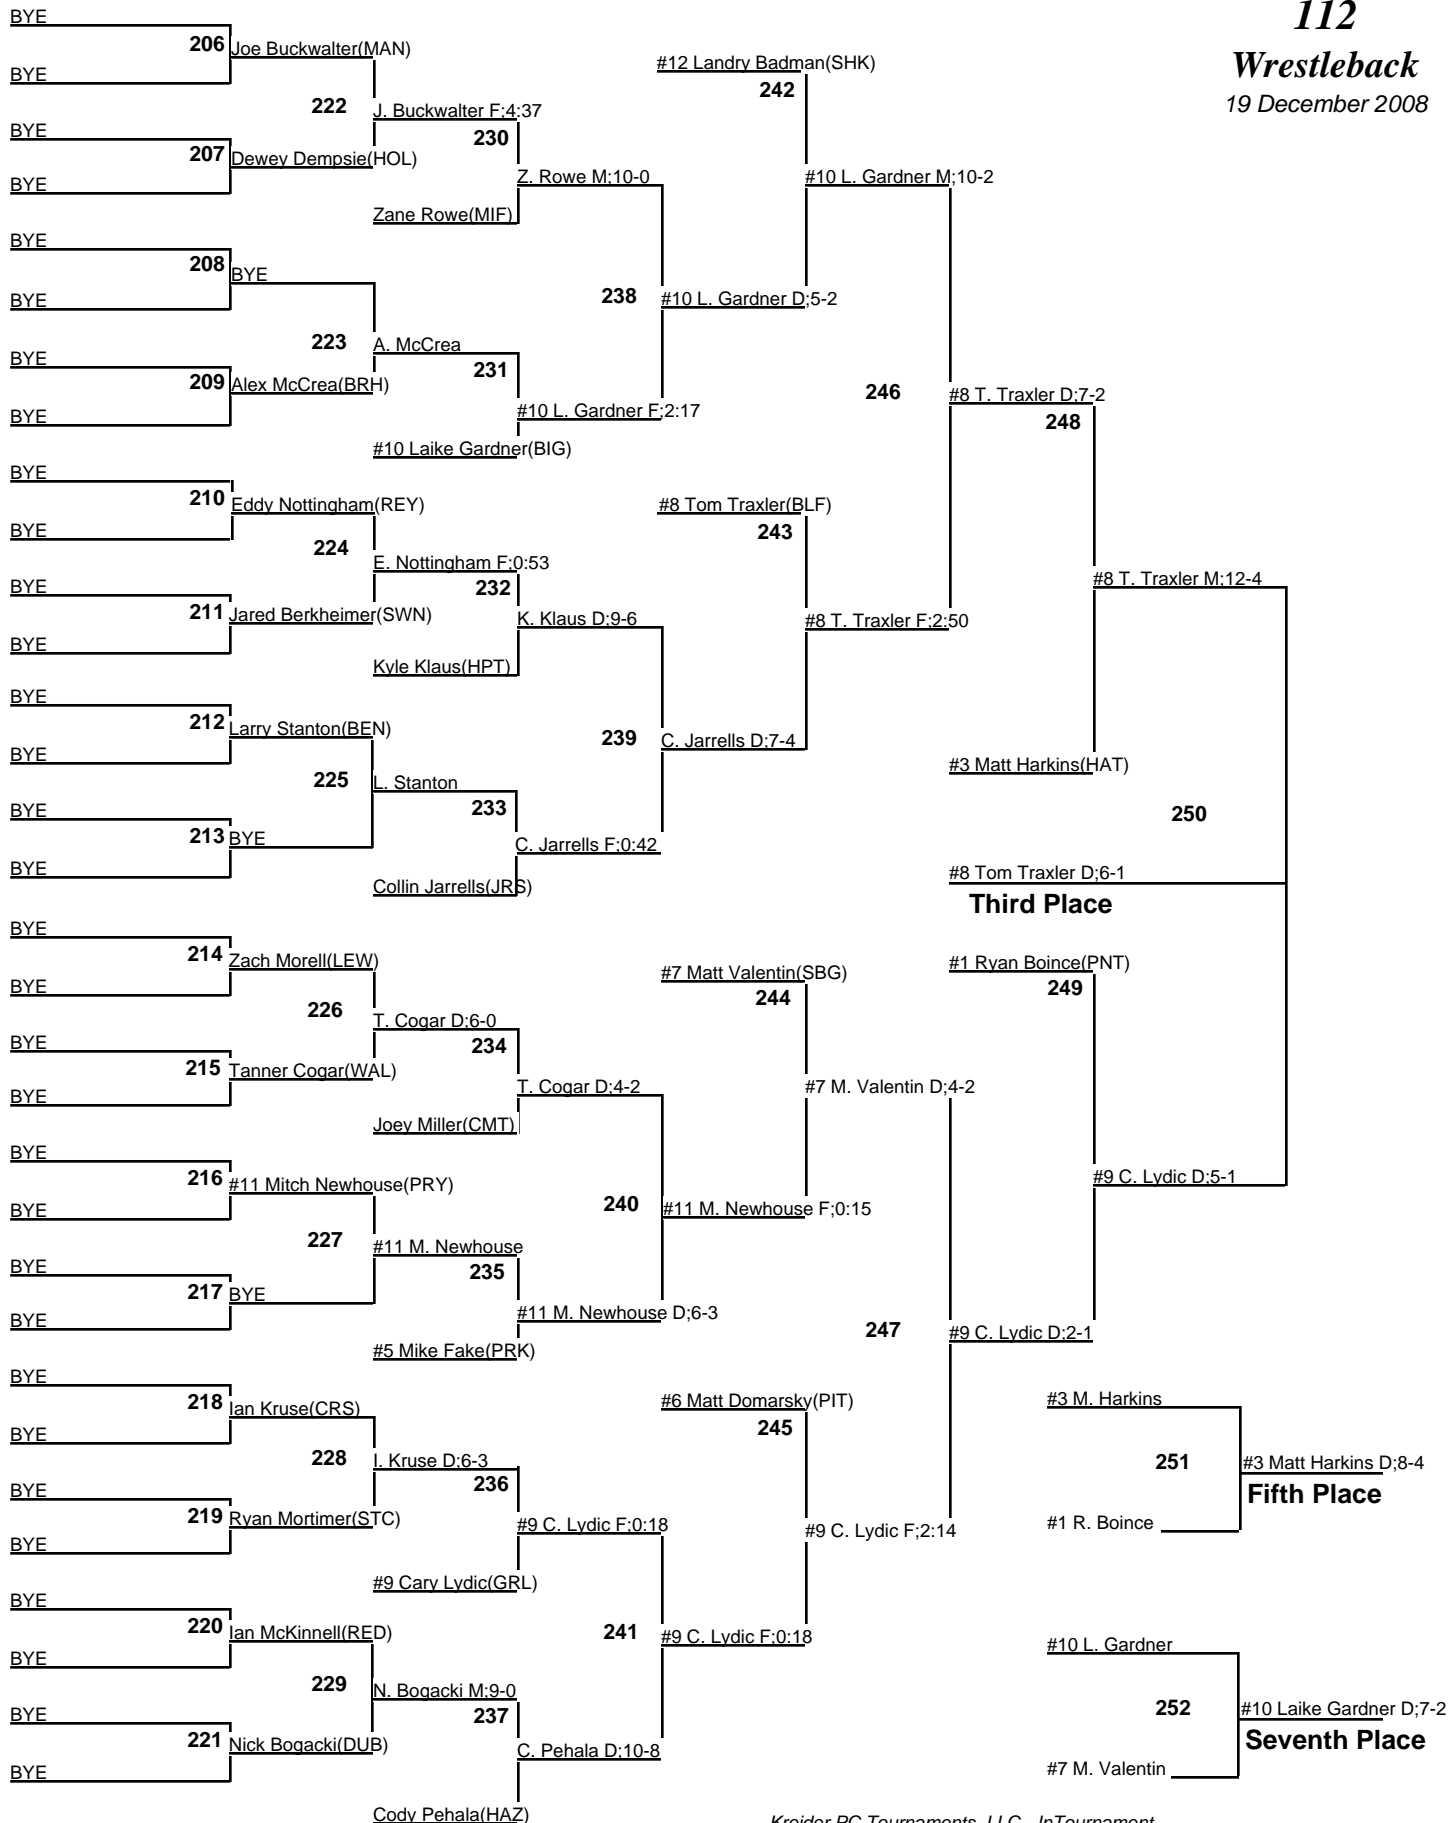 112
Wrestleback
19 December 2008
BYE
206 Joe Buckwalter(MAN)
BYE
222 J. Buckwalter F;4:37
BYE
207 Dewey Dempsie(HOL)
BYE
230 Z. Rowe M;10-0
Zane Rowe(MIF)
BYE
208 BYE
BYE
223 A. McCrea
BYE
209 Alex McCrea(BRH)
BYE
231 #10 L. Gardner F;2:17
#10 Laike Gardner(BIG)
238 #10 L. Gardner D;5-2
#12 Landry Badman(SHK)
242 #10 L. Gardner M;10-2
BYE
210 Eddy Nottingham(REY)
BYE
224 E. Nottingham F;0:53
BYE
211 Jared Berkheimer(SWN)
BYE
232 K. Klaus D;9-6
Kyle Klaus(HPT)
BYE
212 Larry Stanton(BEN)
BYE
225 L. Stanton
BYE
213 BYE
BYE
233 C. Jarrells F;0:42
Collin Jarrells(JRS)
239 C. Jarrells D;7-4
#8 Tom Traxler(BLF)
243 #8 T. Traxler F;2:50
246 #8 T. Traxler D;7-2
248 #8 T. Traxler M;12-4
#3 Matt Harkins(HAT)
250
#8 Tom Traxler D;6-1
Third Place
BYE
214 Zach Morell(LEW)
BYE
226 T. Cogar D;6-0
BYE
215 Tanner Cogar(WAL)
BYE
234 T. Cogar D;4-2
Joey Miller(CMT)
BYE
216 #11 Mitch Newhouse(PRY)
BYE
227 #11 M. Newhouse
BYE
217 BYE
BYE
235 #11 M. Newhouse D;6-3
#5 Mike Fake(PRK)
240 #11 M. Newhouse F;0:15
#7 Matt Valentin(SBG)
244 #7 M. Valentin D;4-2
#1 Ryan Boince(PNT)
249 #9 C. Lydic D;5-1
247 #9 C. Lydic D;2-1
BYE
218 Ian Kruse(CRS)
BYE
228 I. Kruse D;6-3
BYE
219 Ryan Mortimer(STC)
BYE
236 #9 C. Lydic F;0:18
#9 Cary Lydic(GRL)
BYE
220 Ian McKinnell(RED)
BYE
229 N. Bogacki M;9-0
BYE
221 Nick Bogacki(DUB)
BYE
237 C. Pehala D;10-8
Cody Pehala(HAZ)
241 #9 C. Lydic F;0:18
#6 Matt Domarsky(PIT)
245 #9 C. Lydic F;2:14
#3 M. Harkins
251 #3 Matt Harkins D;8-4
Fifth Place
#1 R. Boince
#10 L. Gardner
252 #10 Laike Gardner D;7-2
Seventh Place
#7 M. Valentin
Kreider PC Tournaments, LLC - InTournament